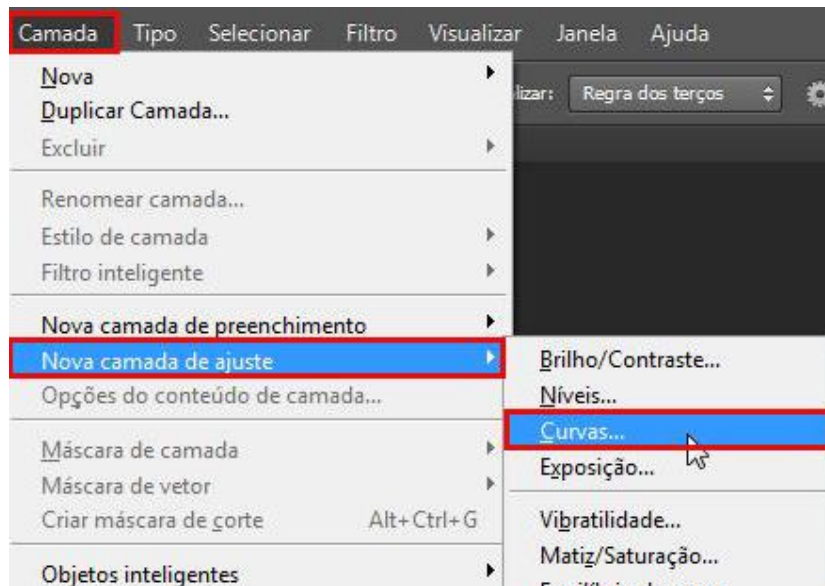 Camada Tipo Selecionar Filtro Visualizar Janela Ajuda
lizar: Regra dos terços
Nova
Duplicar Camada...
Excluir
Renomear camada...
Estilo de camada
Filtro inteligente
Nova camada de preenchimento
Nova camada de ajuste
Opções do conteúdo de camada...
Máscara de camada
Máscara de vetor
Criar máscara de corte Alt+Ctrl+G
Objetos inteligentes
Brilho/Contraste...
Níveis...
Curvas...
Exposição...
Vibratilidade...
Matiz/Saturação...